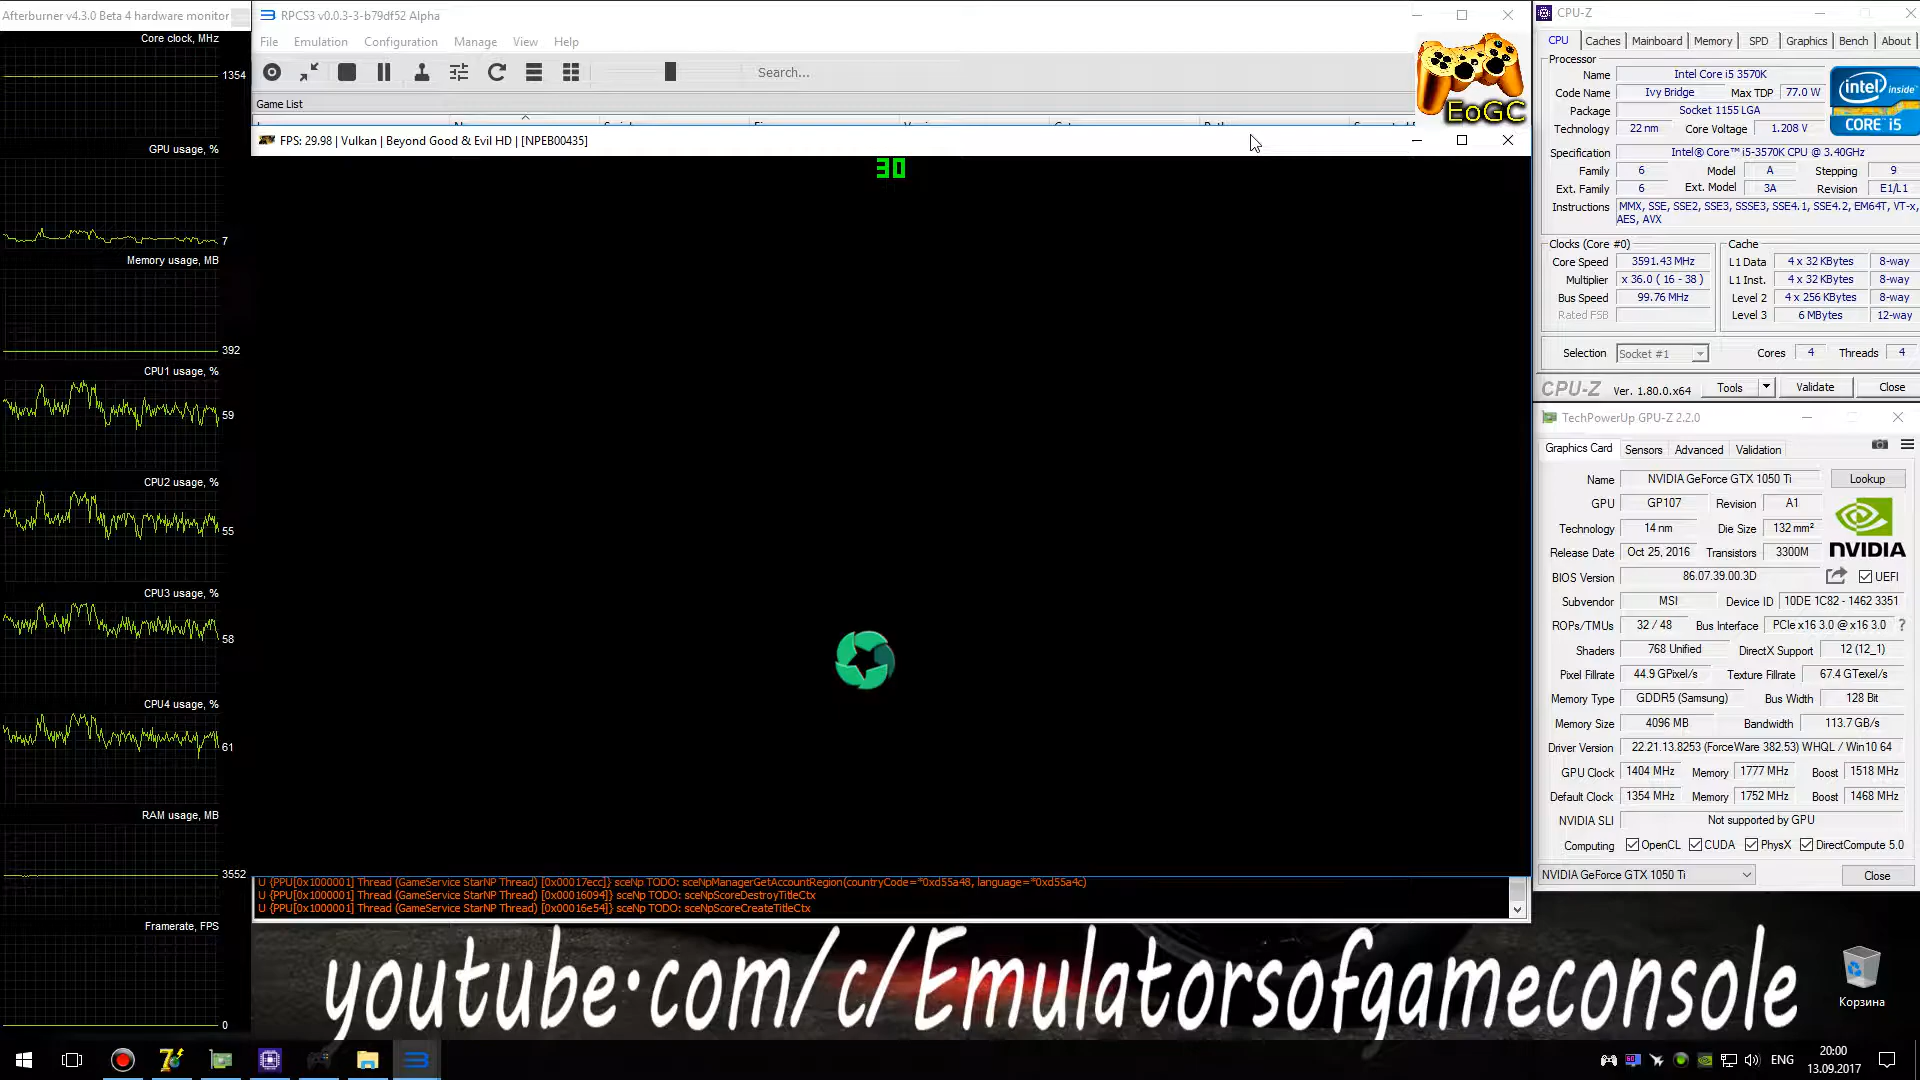 Afterburner v4.3.0 Beta 4 hardware monitor
Core clock, MHz
1354
GPU usage, %
7
Memory usage, MB
392
CPU1 usage, %
59
CPU2 usage, %
55
CPU3 usage, %
58
CPU4 usage, %
61
RAM usage, MB
3552
Framerate, FPS
0
RPCS3 v0.0.3-3-b79df52 Alpha
File Emulation Configuration Manage View Help
Search...
Game List
EoGC
FPS: 29.98 | Vulkan | Beyond Good & Evil HD | [NPEB00435]
30
U {PPU[0x1000001] Thread (GameService StarNP Thread) [0x00017ecc]} sceNp TODO: sceNpManagerGetAccountRegion(countryCode=*0xd55a48, language=*0xd55a4c)
U {PPU[0x1000001] Thread (GameService StarNP Thread) [0x00016094]} sceNp TODO: sceNpScoreDestroyTitleCtx
U {PPU[0x1000001] Thread (GameService StarNP Thread) [0x00016e54]} sceNp TODO: sceNpScoreCreateTitleCtx
CPU-Z
CPU Caches Mainboard Memory SPD Graphics Bench About
Processor
Name Intel Core i5 3570K
Code Name Ivy Bridge Max TDP 77.0 W
Package Socket 1155 LGA
Technology 22 nm Core Voltage 1.208 V
intel inside™
CORE i5
Specification Intel® Core™ i5-3570K CPU @ 3.40GHz
Family 6 Model A Stepping 9
Ext. Family 6 Ext. Model 3A Revision E1/L1
Instructions MMX, SSE, SSE2, SSE3, SSSE3, SSE4.1, SSE4.2, EM64T, VT-x,
AES, AVX
Clocks (Core #0) Cache
Core Speed 3591.43 MHz L1 Data 4 x 32 KBytes 8-way
Multiplier x 36.0 ( 16 - 38 ) L1 Inst. 4 x 32 KBytes 8-way
Bus Speed 99.76 MHz Level 2 4 x 256 KBytes 8-way
Rated FSB Level 3 6 MBytes 12-way
Selection Socket #1 Cores 4 Threads 4
CPU-Z Ver. 1.80.0.x64 Tools Validate Close
TechPowerUp GPU-Z 2.2.0
Graphics Card Sensors Advanced Validation
Name NVIDIA GeForce GTX 1050 Ti Lookup
GPU GP107 Revision A1
Technology 14 nm Die Size 132 mm²
Release Date Oct 25, 2016 Transistors 3300M
NVIDIA
BIOS Version 86.07.39.00.3D UEFI
Subvendor MSI Device ID 10DE 1C82 - 1462 3351
ROPs/TMUs 32 / 48 Bus Interface PCIe x16 3.0 @ x16 3.0 ?
Shaders 768 Unified DirectX Support 12 (12_1)
Pixel Fillrate 44.9 GPixel/s Texture Fillrate 67.4 GTexel/s
Memory Type GDDR5 (Samsung) Bus Width 128 Bit
Memory Size 4096 MB Bandwidth 113.7 GB/s
Driver Version 22.21.13.8253 (ForceWare 382.53) WHQL / Win10 64
GPU Clock 1404 MHz Memory 1777 MHz Boost 1518 MHz
Default Clock 1354 MHz Memory 1752 MHz Boost 1468 MHz
NVIDIA SLI Not supported by GPU
Computing OpenCL CUDA PhysX DirectCompute 5.0
NVIDIA GeForce GTX 1050 Ti Close
youtube.com/c/Emulatorsofgameconsole
Корзина
ENG
20:00
13.09.2017